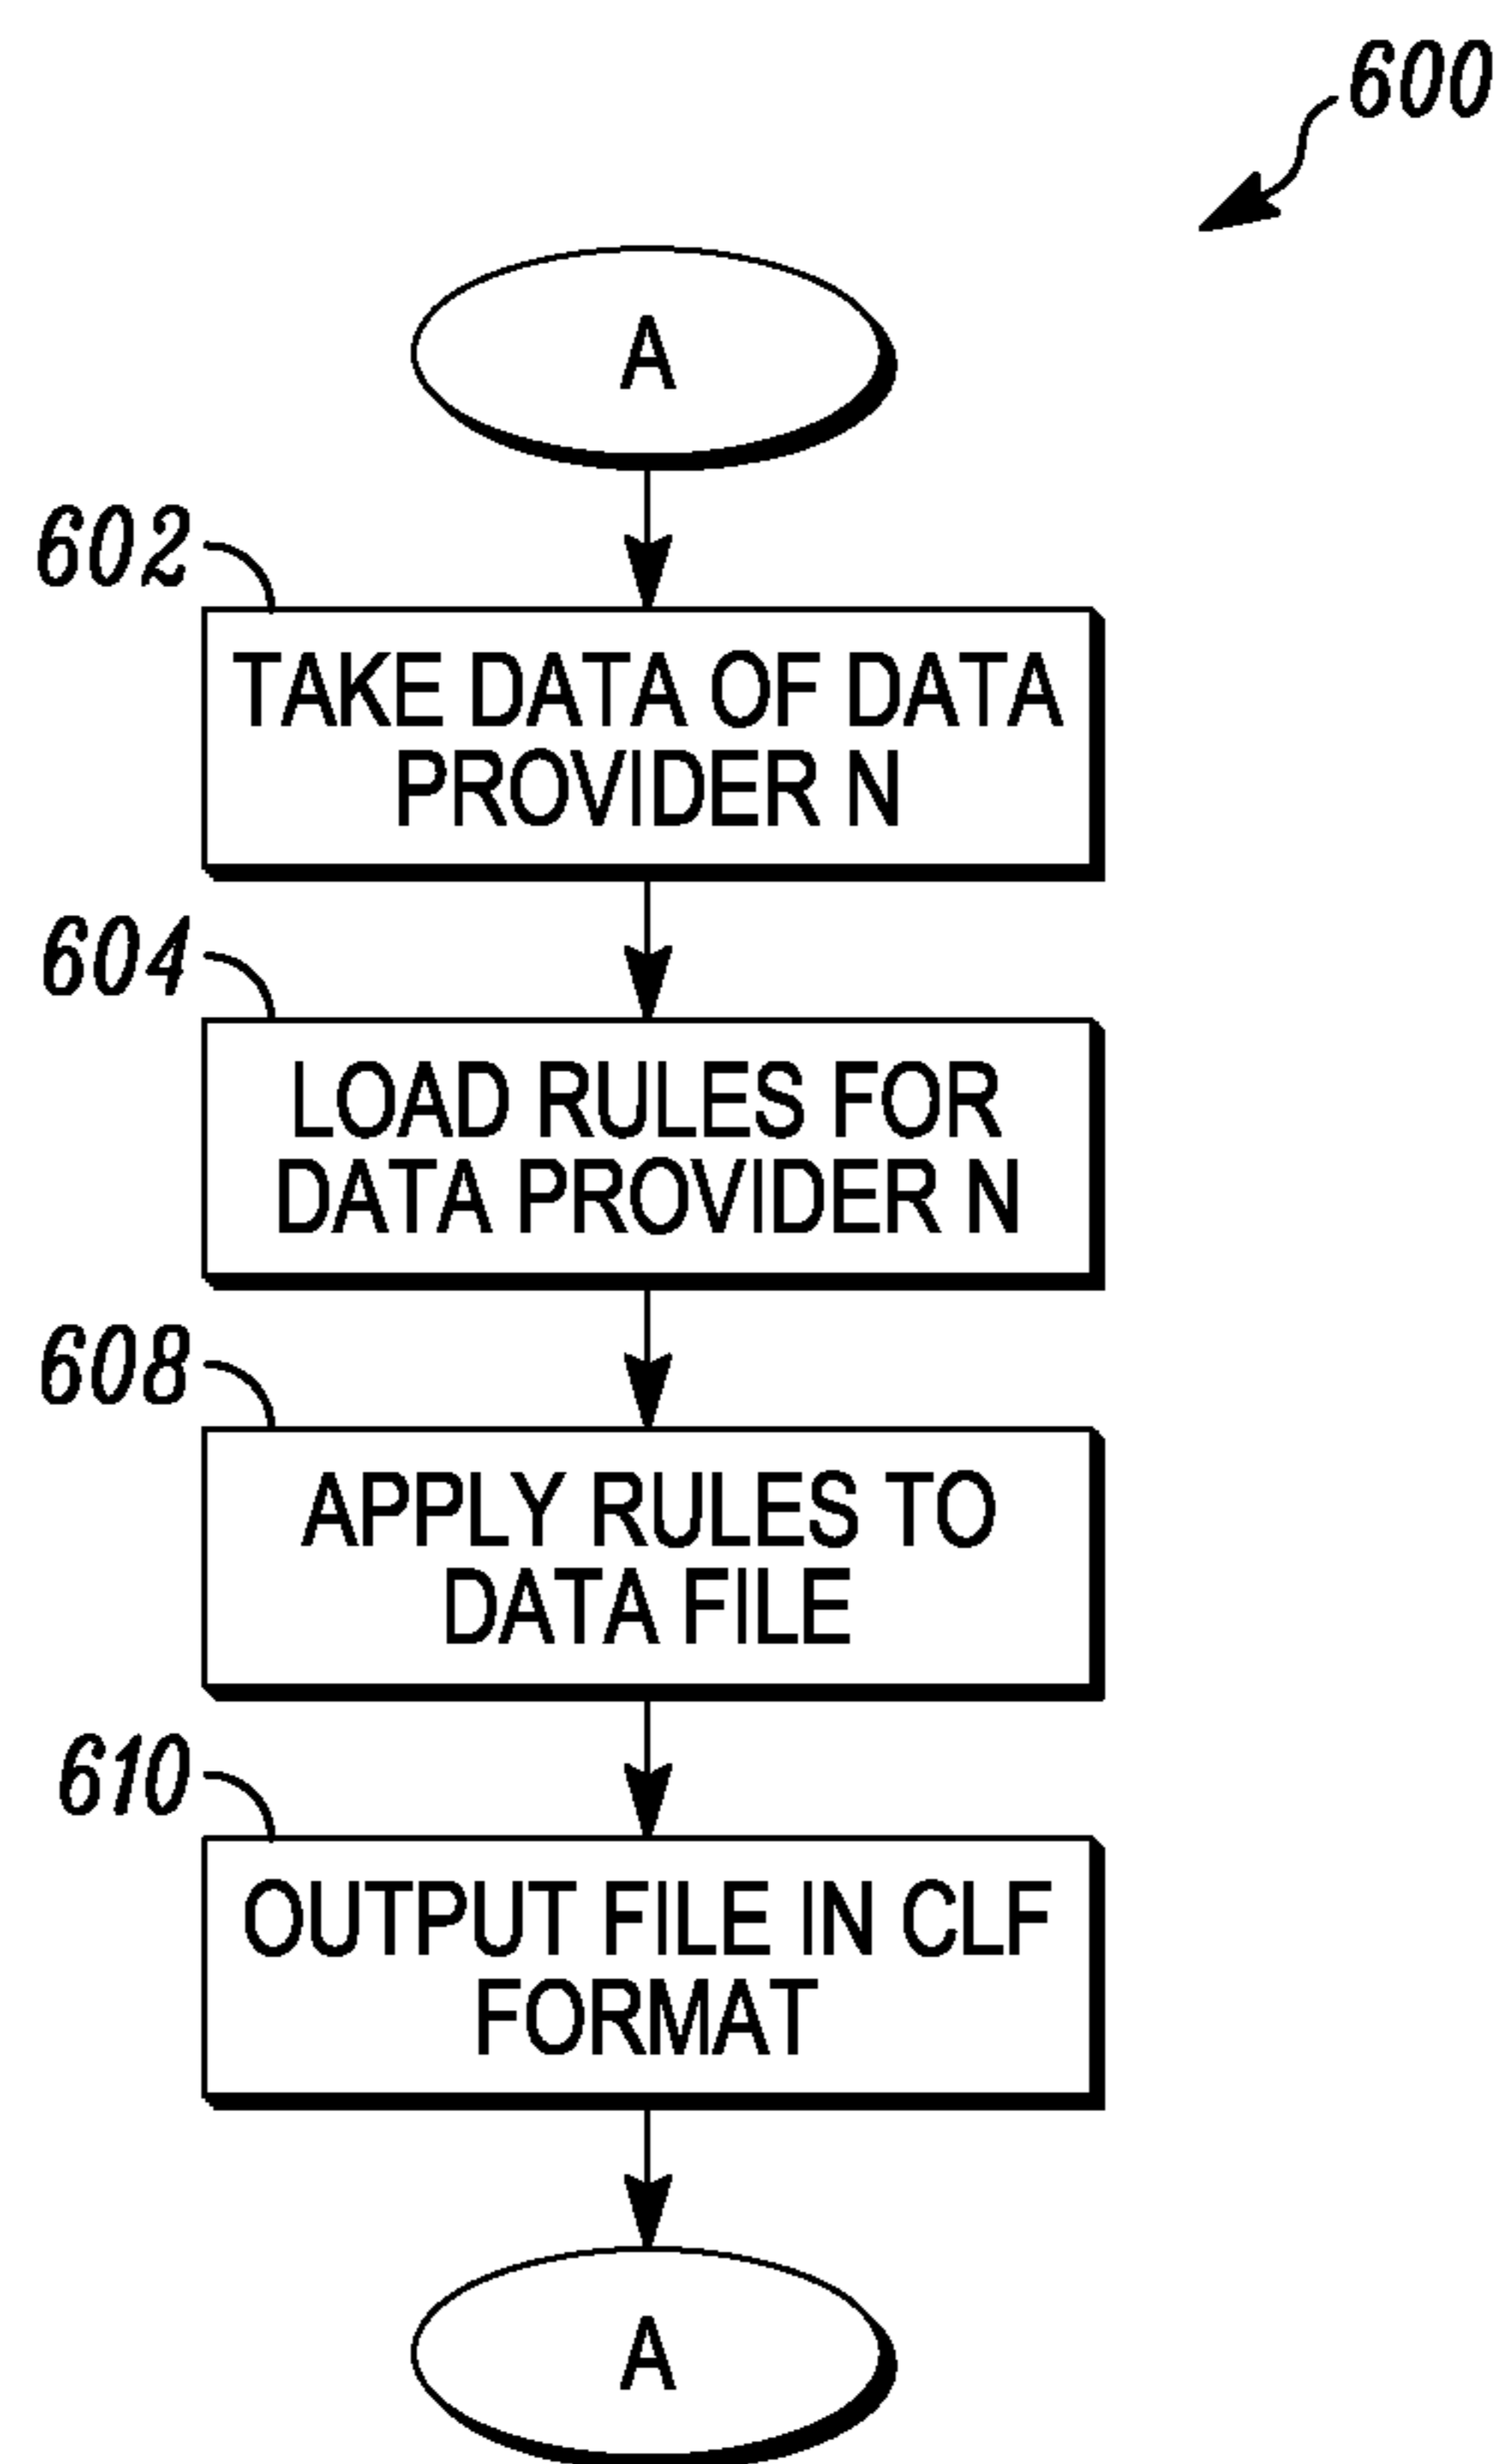 600
A
602
TAKE DATA OF DATA
PROVIDER N
604
LOAD RULES FOR
DATA PROVIDER N
608
APPLY RULES TO
DATA FILE
610
OUTPUT FILE IN CLF
FORMAT
A